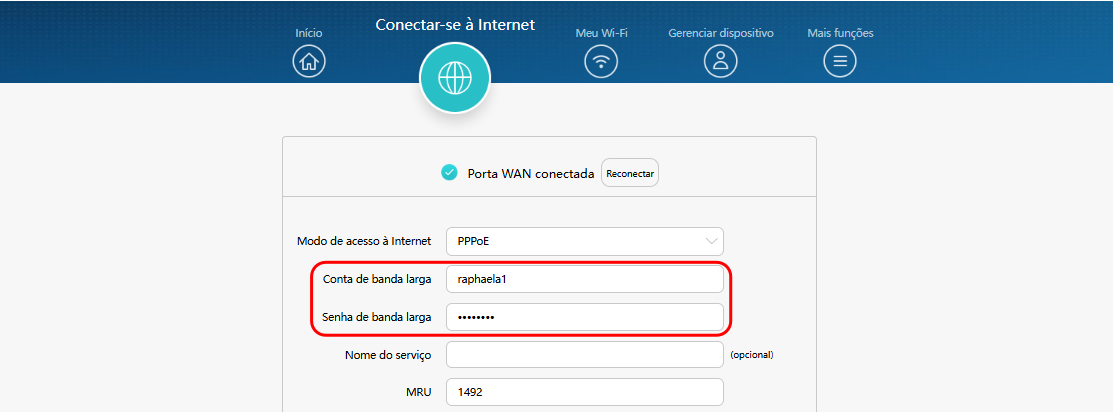 Início
Conectar-se à Internet
Meu Wi-Fi
Gerenciar dispositivo
Mais funções
Porta WAN conectada
Reconectar
Modo de acesso à Internet
PPPoE
Conta de banda larga
raphaela1
Senha de banda larga
••••••••
Nome do serviço
(opcional)
MRU
1492